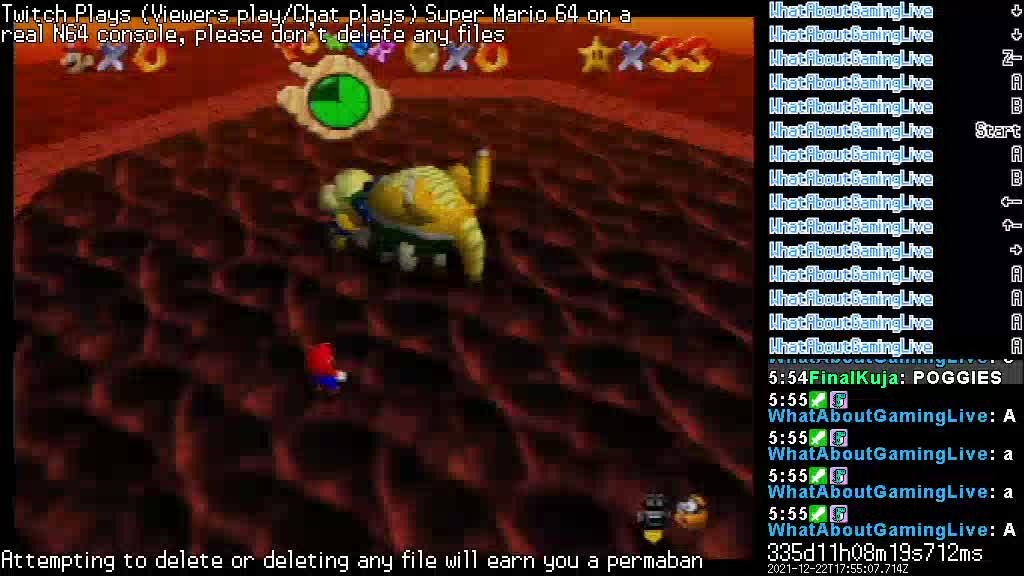 Twitch Plays (Viewers play/Chat plays) Super Mario 64 on a
real N64 console, please don't delete any files
X 0
X 0
X 33
WhatAboutGamingLive ↓
WhatAboutGamingLive ↓
WhatAboutGamingLive Z-
WhatAboutGamingLive A
WhatAboutGamingLive B
WhatAboutGamingLive Start
WhatAboutGamingLive A
WhatAboutGamingLive B
WhatAboutGamingLive ←-
WhatAboutGamingLive ↑-
WhatAboutGamingLive →
WhatAboutGamingLive A
WhatAboutGamingLive A
WhatAboutGamingLive A
WhatAboutGamingLive A
5:54 FinalKuja: POGGIES
5:55
WhatAboutGamingLive: A
5:55
WhatAboutGamingLive: a
5:55
WhatAboutGamingLive: a
5:55
WhatAboutGamingLive: A
335d11h08m19s712ms
2021-12-22T17:55:07.714Z
Attempting to delete or deleting any file will earn you a permaban